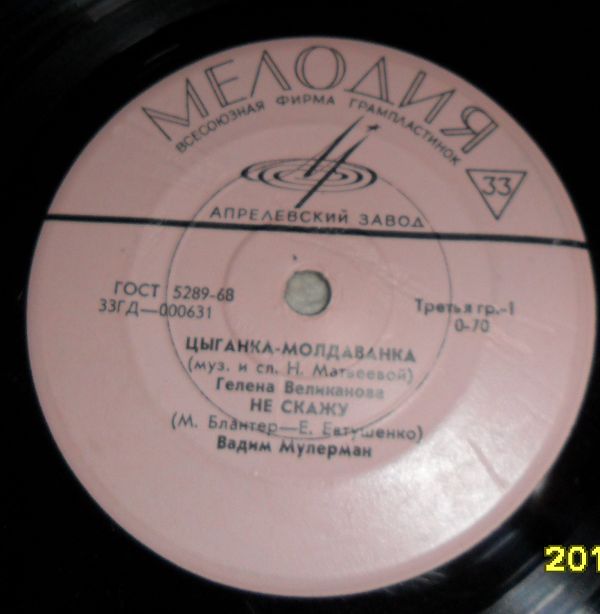 МЕЛОДИЯ
ВСЕСОЮЗНАЯ ФИРМА ГРАМПЛАСТИНОК
33
АПРЕЛЕВСКИЙ ЗАВОД
ГОСТ 5289-68
33ГД—000631
Третья гр.-1
0-70
ЦЫГАНКА-МОЛДАВАНКА
(муз. и сл. Н. Матвеевой)
Гелена Великанова
НЕ СКАЖУ
(М. Блантер—Е. Евтушенко)
Вадим Мулерман
201